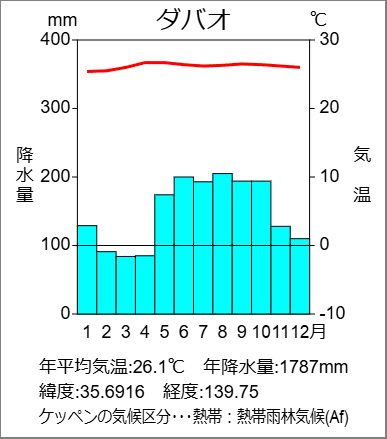 ダバオ
mm
℃
400
300
200
100
0
30
20
10
0
-10
降水量
気温
1 2 3 4 5 6 7 8 9 10 11 12月
年平均気温:26.1℃ 年降水量:1787mm
緯度:35.6916 経度:139.75
ケッペンの気候区分･･･熱帯：熱帯雨林気候(Af)